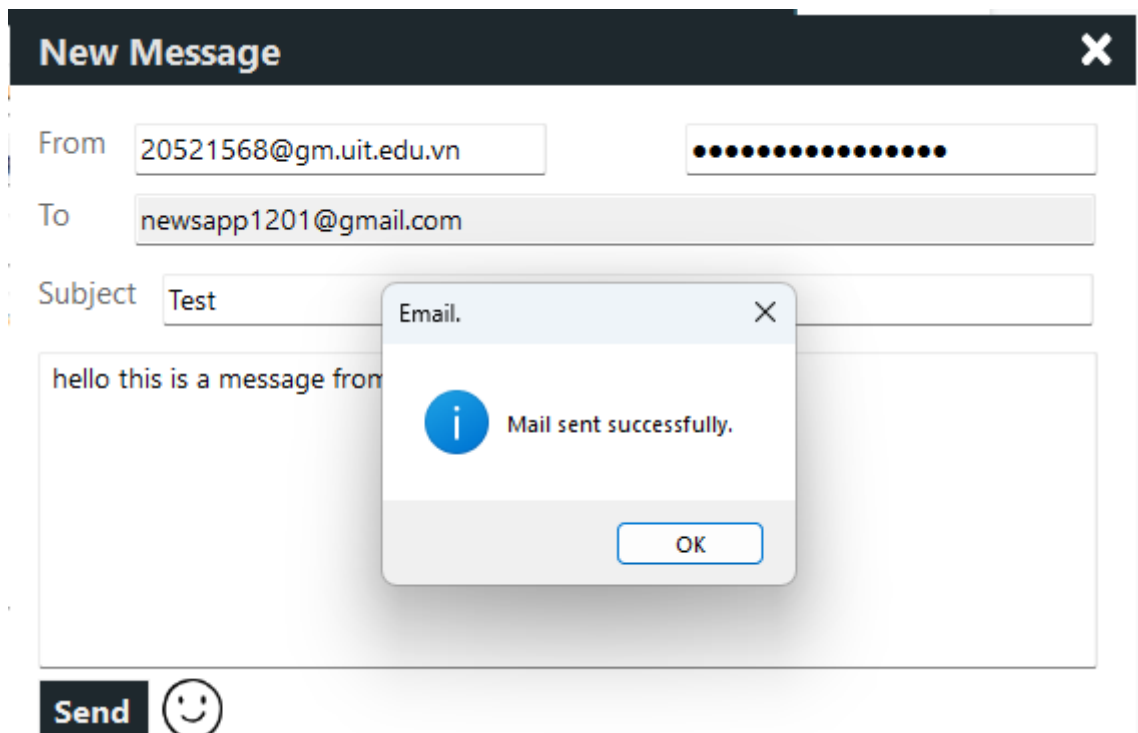 New Message
From 20521568@gm.uit.edu.vn ••••••••••••••••
To newsapp1201@gmail.com
Subject Test
Email.
hello this is a message from
Mail sent successfully.
OK
Send